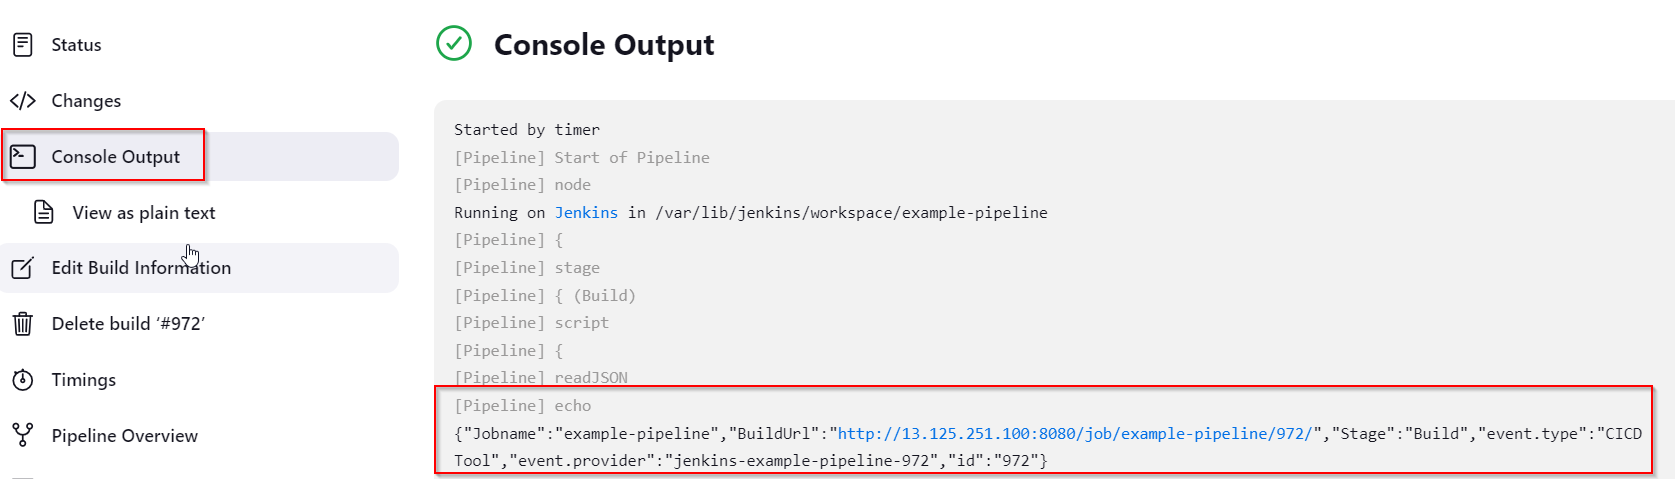 Status
Changes
Console Output
View as plain text
Edit Build Information
Delete build ‘#972’
Timings
Pipeline Overview
Console Output
Started by timer
[Pipeline] Start of Pipeline
[Pipeline] node
Running on Jenkins in /var/lib/jenkins/workspace/example-pipeline
[Pipeline] {
[Pipeline] stage
[Pipeline] { (Build)
[Pipeline] script
[Pipeline] {
[Pipeline] readJSON
[Pipeline] echo
{"Jobname":"example-pipeline","BuildUrl":"http://13.125.251.100:8080/job/example-pipeline/972/","Stage":"Build","event.type":"CICD
Tool","event.provider":"jenkins-example-pipeline-972","id":"972"}